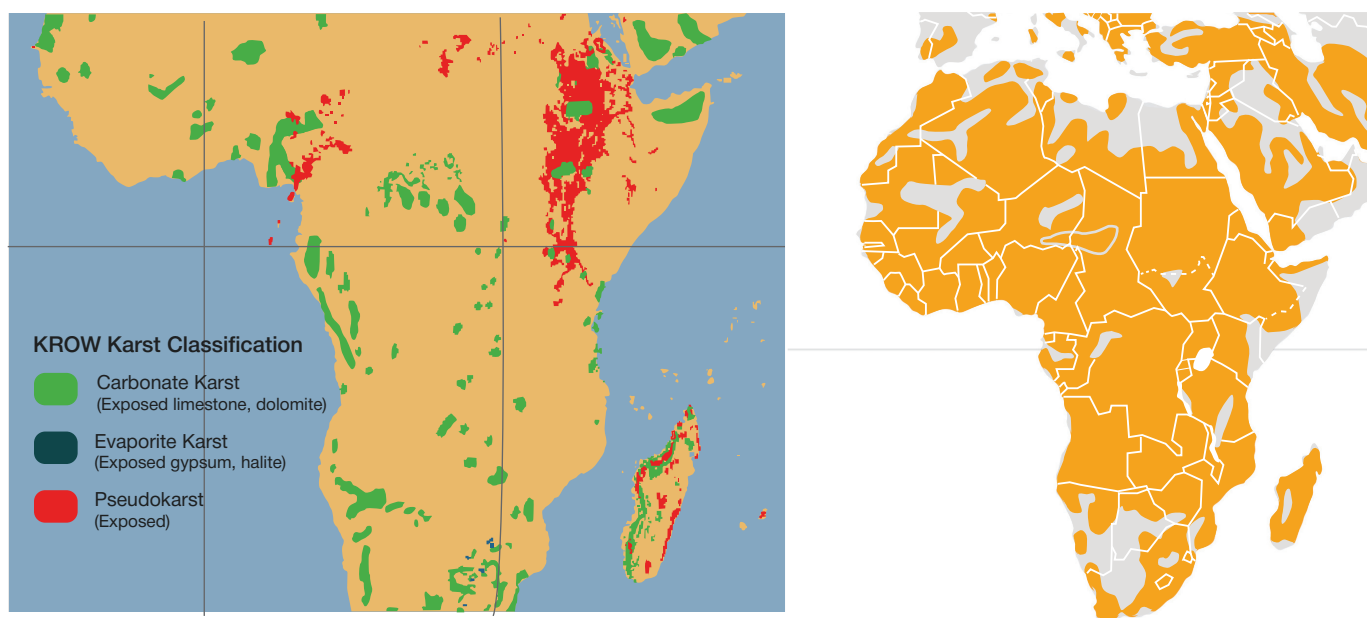 KROW Karst Classification
Carbonate Karst
(Exposed limestone, dolomite)
Evaporite Karst
(Exposed gypsum, halite)
Pseudokarst
(Exposed)